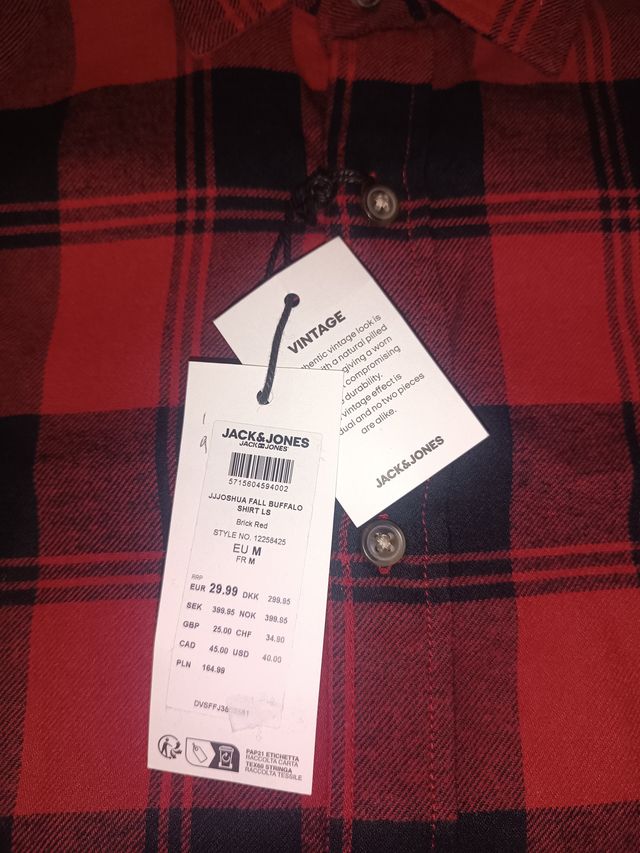 VINTAGE
vintage look is
a natural pilled
giving a worn
compromising
durability.
vintage effect is
and no two pieces
are alike.
JACK&JONES
JACK&JONES
JACK JONES
5715604594002
JJJOSHUA FALL BUFFALO
SHIRT LS
Brick Red
STYLE NO. 12258425
EU M
FR M
RRP
EUR 29.99 DKK 299.95
SEK 399.95 NOK 399.95
GBP 25.00 CHF 34.90
CAD 45.00 USD 40.00
PLN 164.99
PAP21 ETICHETTA
RACCOLTA CARTA
TEX60 STRINGA
RACCOLTA TESSILE